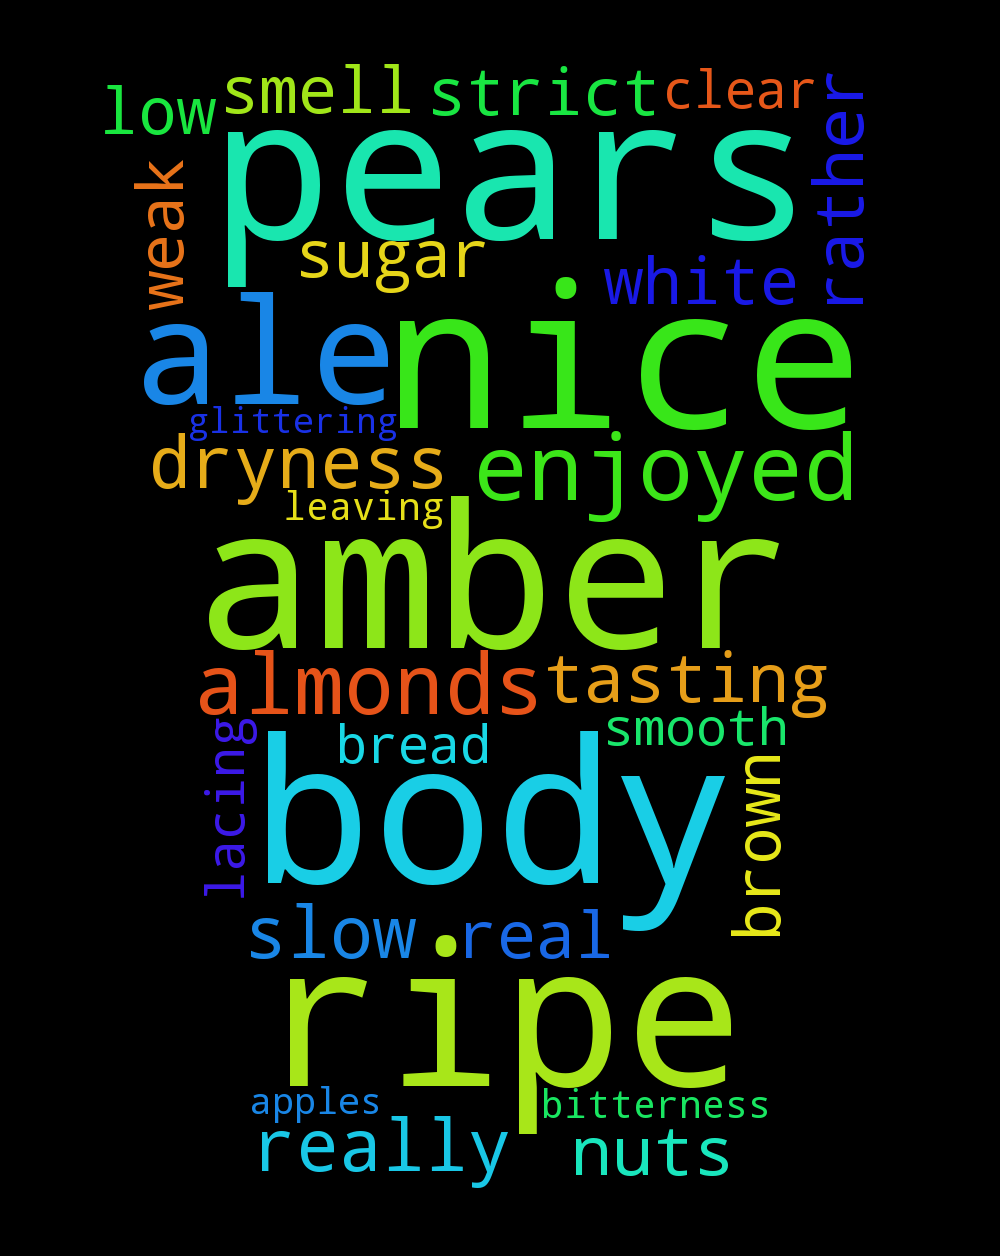 low smell strict clear
pears
rather
weak
sugar
white
ale nice
glittering
dryness enjoyed
leaving
amber
almonds tasting
lacing
bread
smooth
body
brown
slow real
ripe
apples bitterness
really nuts